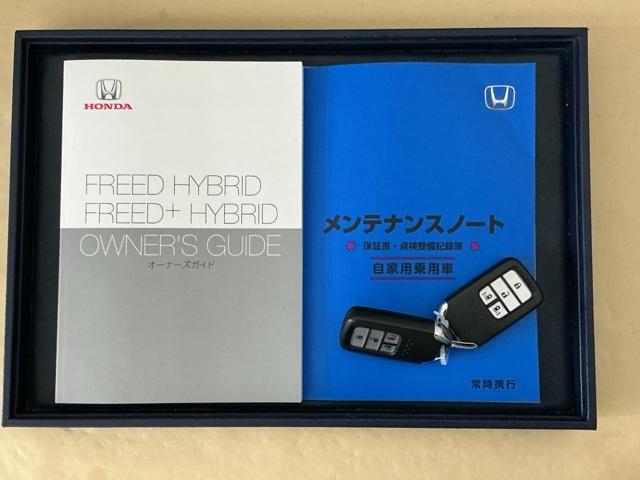 HONDA
FREED HYBRID
FREED+ HYBRID
OWNER'S GUIDE
オーナーズガイド
メンテナンスノート
保証書・点検整備記録簿
自家用乗用車
常時携行